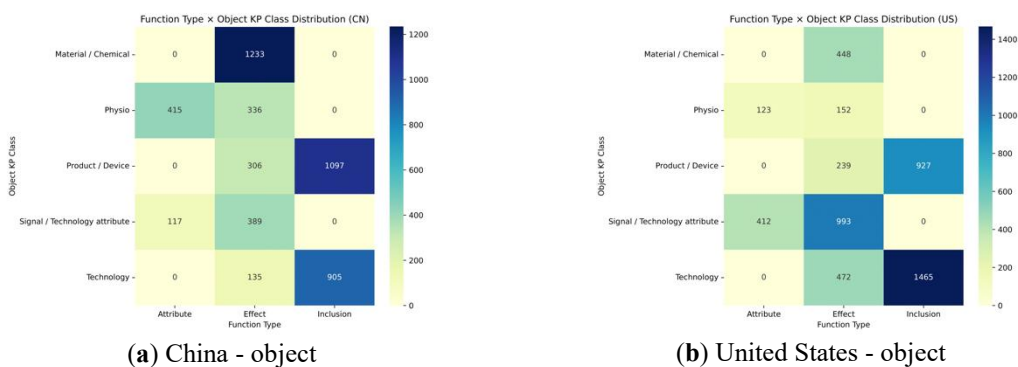 Function Type × Object KP Class Distribution (CN)
Object KP Class
Material / Chemical
0 1233 0
Physio
415 336 0
Product / Device
0 306 1097
Signal / Technology attribute
117 389 0
Technology
0 135 905
Attribute Effect Inclusion
Function Type
1200
1000
800
600
400
200
0
(a) China - object
Function Type × Object KP Class Distribution (US)
Object KP Class
Material / Chemical
0 448 0
Physio
123 152 0
Product / Device
0 239 927
Signal / Technology attribute
412 993 0
Technology
0 472 1465
Attribute Effect Inclusion
Function Type
1400
1200
1000
800
600
400
200
0
(b) United States - object